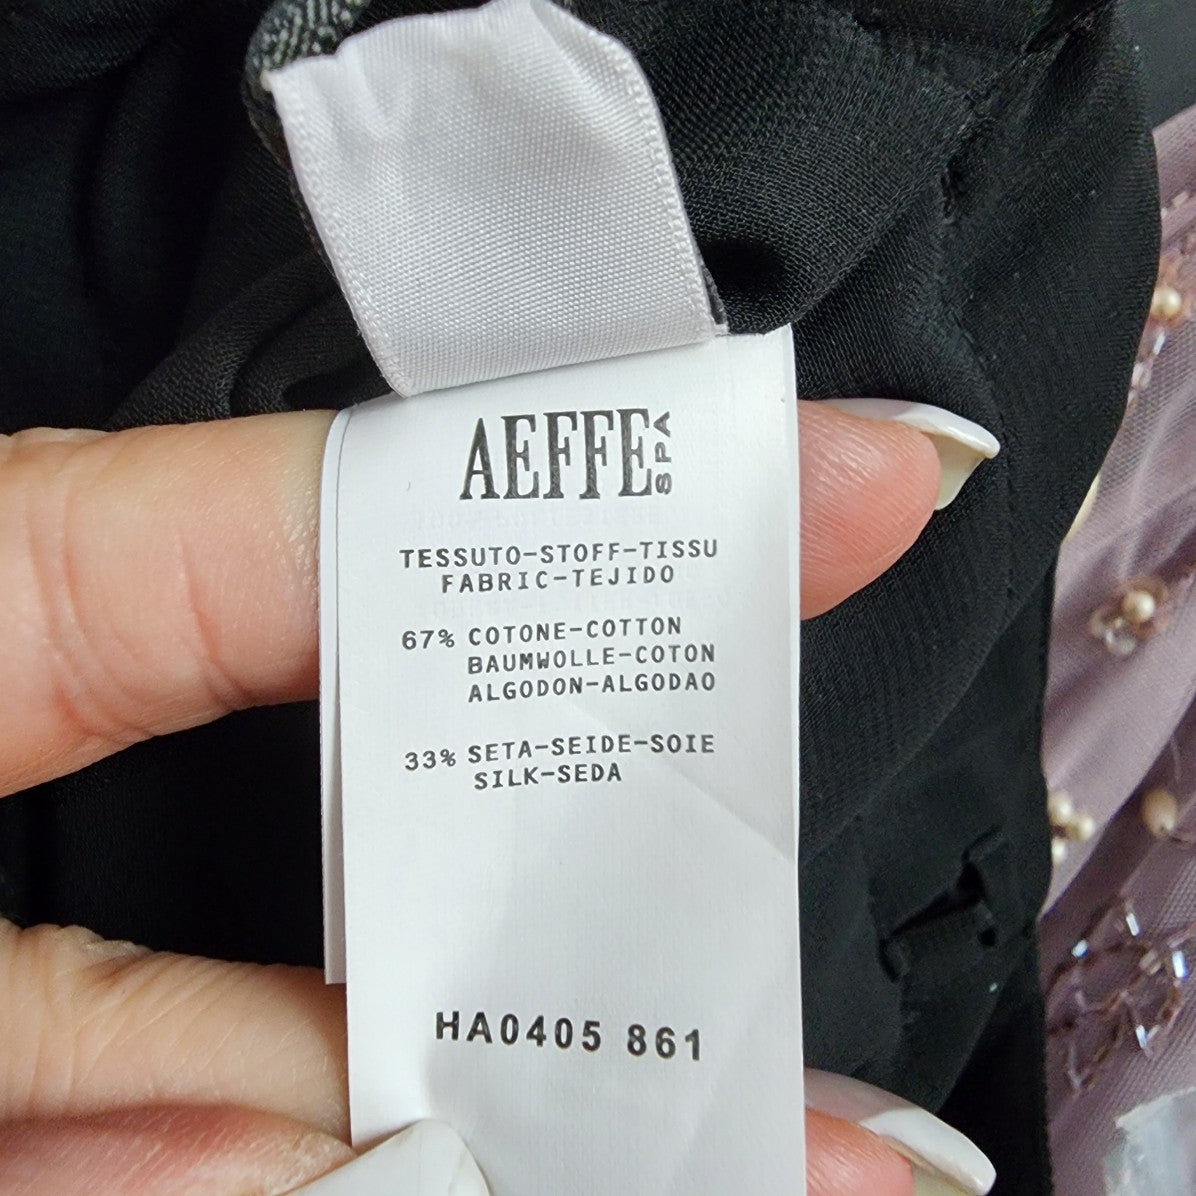 AEFFE SPA
TESSUTO-STOFF-TISSU
FABRIC-TEJIDO
67% COTONE-COTTON
BAUMWOLLE-COTON
ALGODON-ALGODAO
33% SETA-SEIDE-SOIE
SILK-SEDA
HA0405 861